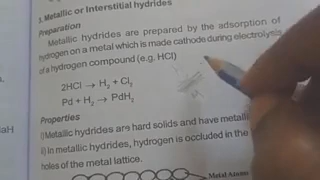 3. Metallic or Interstitial hydrides
Preparation
Metallic hydrides are prepared by the adsorption of
hydrogen on a metal which is made cathode during electrolysis
of a hydrogen compound (e.g. HCl)
2HCl → H₂ + Cl₂
Pd + H₂ → PdH₂
Properties
i) Metallic hydrides are hard solids and have metalli
ii) In metallic hydrides, hydrogen is occluded in the
holes of the metal lattice.
Metal Atoms
aH